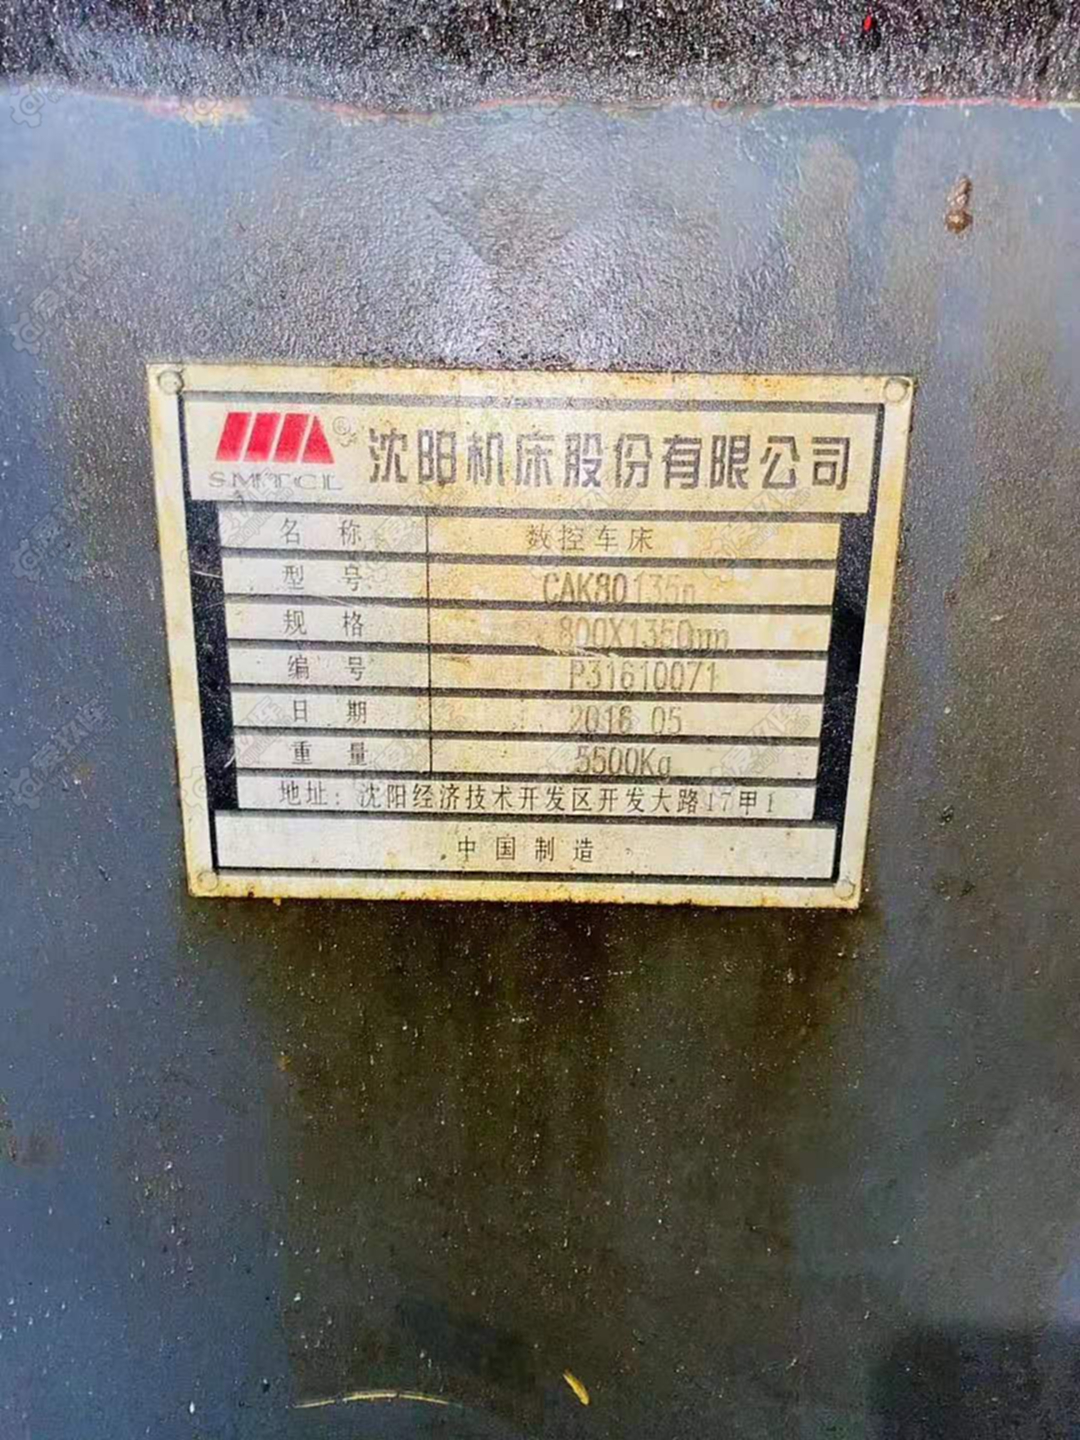 SMTCL 沈阳机床股份有限公司
名称 数控车床
型号 CAK80135n
规格 800X1350mm
编号 P31610071
日期 2016 05
重量 5500Kg
地址: 沈阳经济技术开发区开发大路17甲1
中国制造